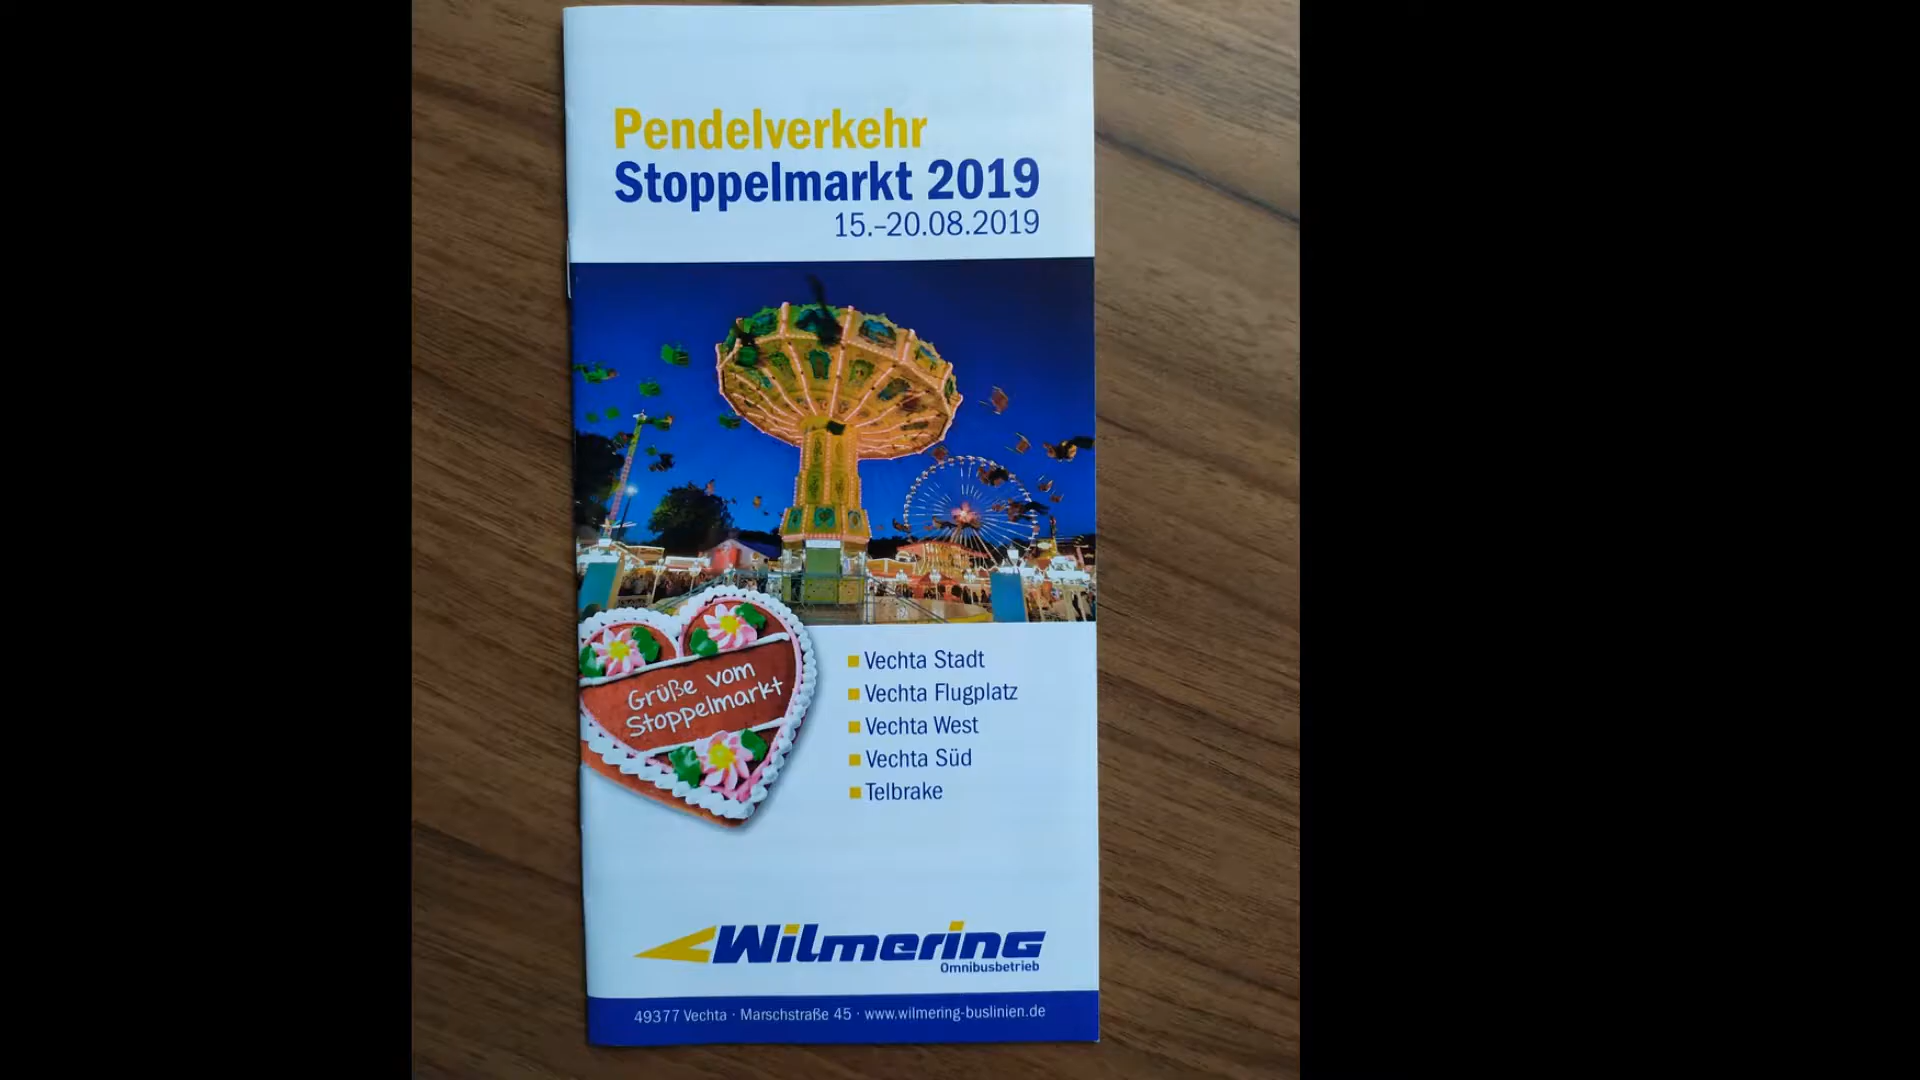 Pendelverkehr
Stoppelmarkt 2019
15.–20.08.2019
Grüße vom
Stoppelmarkt
Vechta Stadt
Vechta Flugplatz
Vechta West
Vechta Süd
Telbrake
Wilmering
Omnibusbetrieb
49377 Vechta · Marschstraße 45 · www.wilmering-buslinien.de